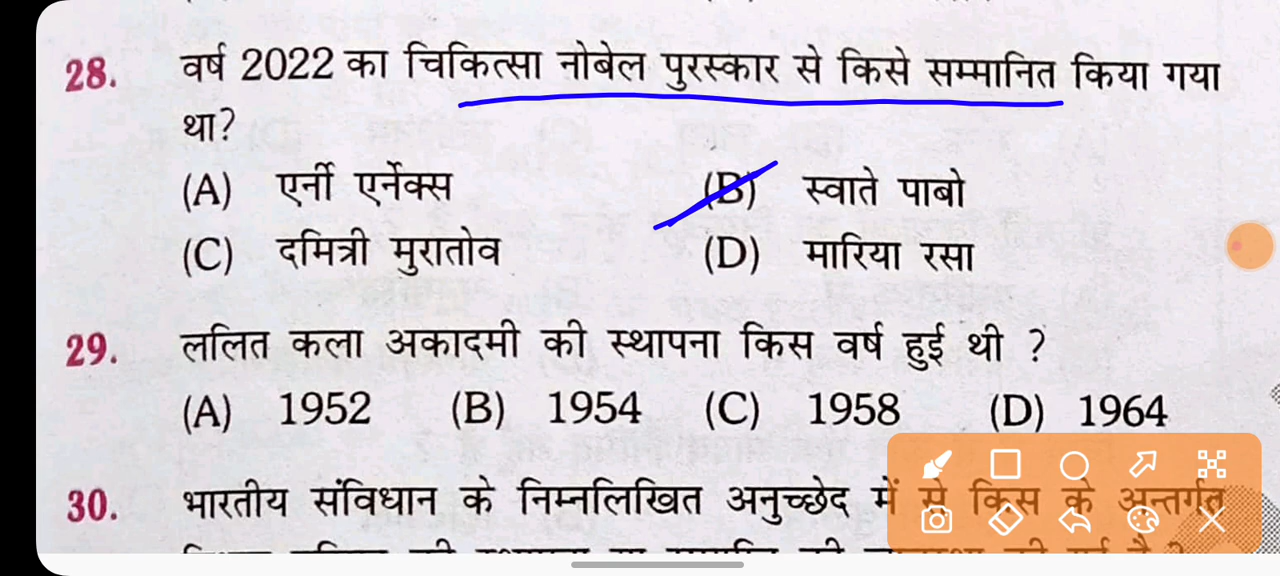 28. वर्ष 2022 का चिकित्सा नोबेल पुरस्कार से किसे सम्मानित किया गया
था?
(A) एर्नी एर्नेक्स (B) स्वाते पाबो
(C) दमित्री मुरातोव (D) मारिया रसा
29. ललित कला अकादमी की स्थापना किस वर्ष हुई थी ?
(A) 1952 (B) 1954 (C) 1958 (D) 1964
30. भारतीय संविधान के निम्नलिखित अनुच्छेद में से किस के अन्तर्गत